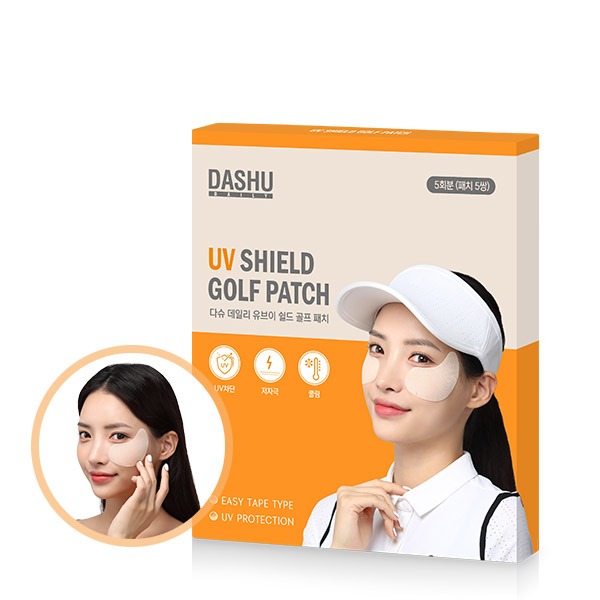 UV SHIELD GOLF PATCH
DASHU
DAILY
5회분 (패치 5쌍)
UV SHIELD
GOLF PATCH
다슈 데일리 유브이 쉴드 골프 패치
UV
UV차단
저자극
쿨링
EASY TAPE TYPE
UV PROTECTION